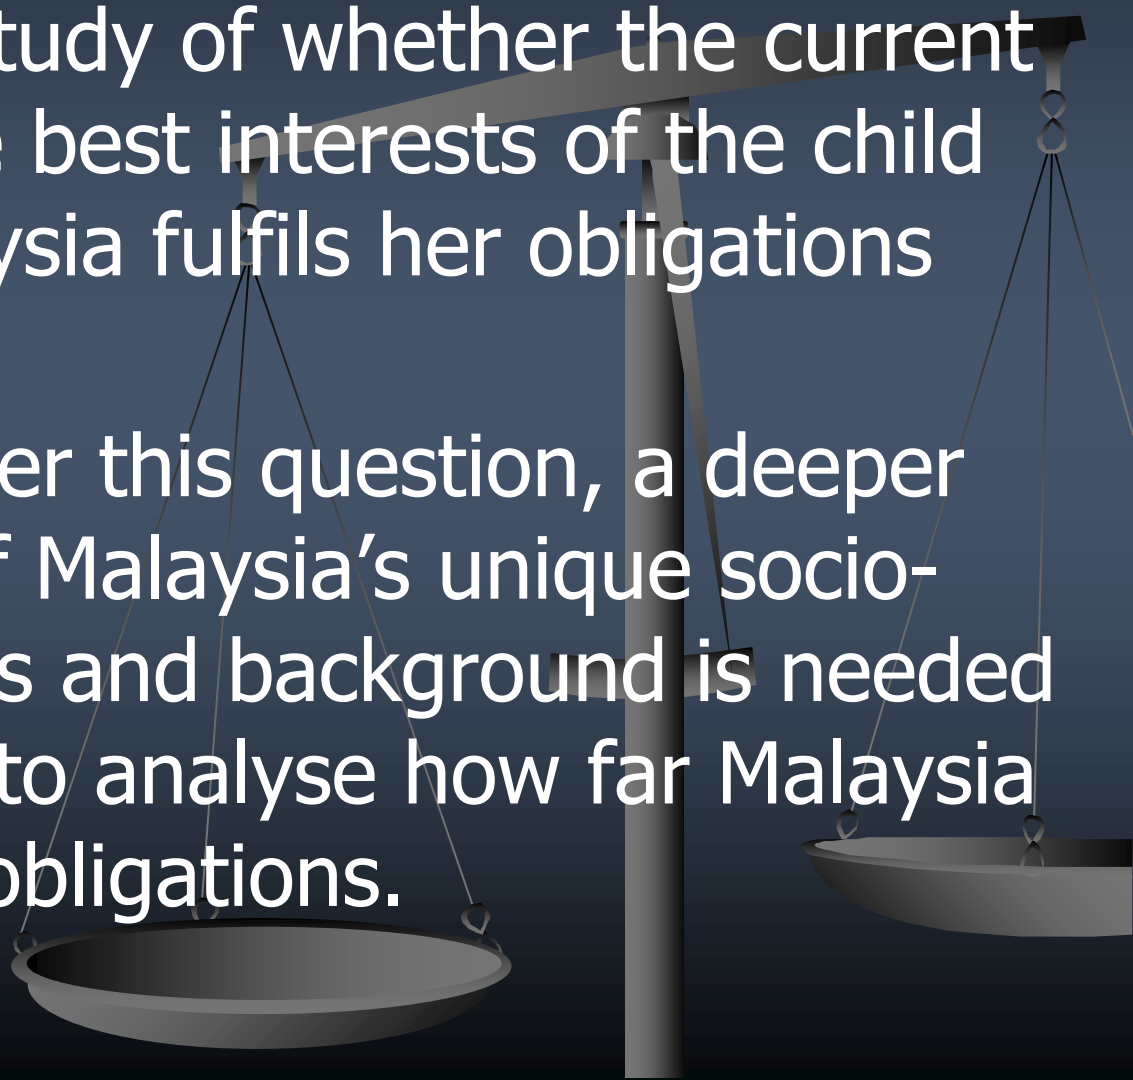 tudy of whether the current
best interests of the child
ysia fulfils her obligations
er this question, a deeper
f Malaysia’s unique socio-
s and background is needed
to analyse how far Malaysia
obligations.